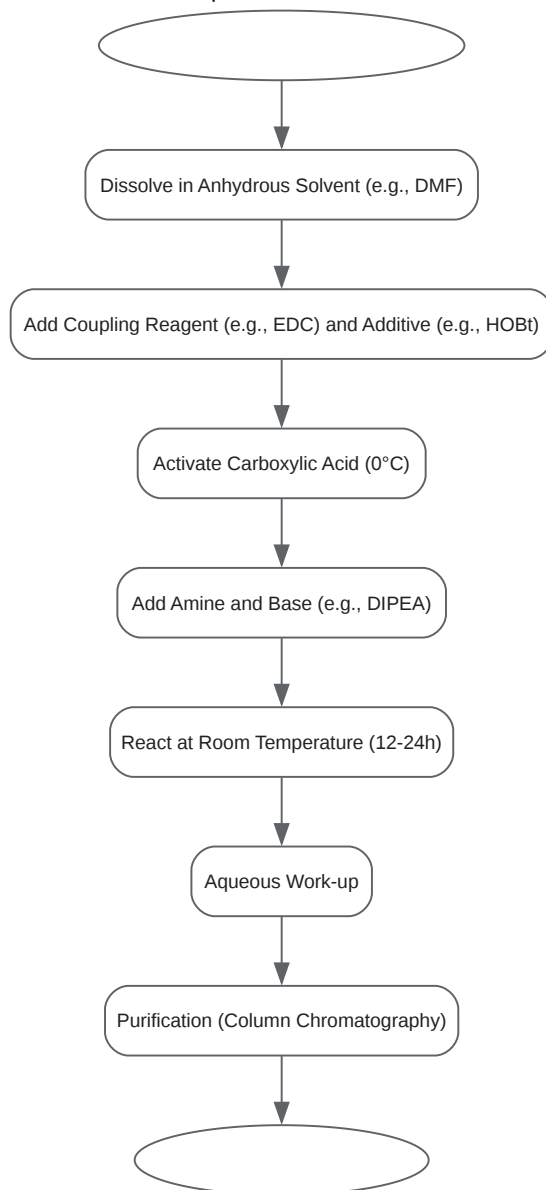 Dissolve in Anhydrous Solvent (e.g., DMF)
Add Coupling Reagent (e.g., EDC) and Additive (e.g., HOBt)
Activate Carboxylic Acid (0°C)
Add Amine and Base (e.g., DIPEA)
React at Room Temperature (12-24h)
Aqueous Work-up
Purification (Column Chromatography)